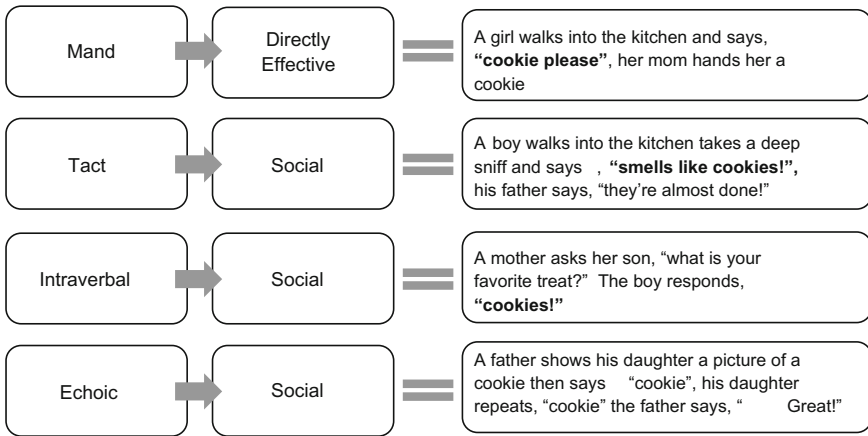 Mand
Directly
Effective
A girl walks into the kitchen and says,
“cookie please”, her mom hands her a
cookie
Tact
Social
A boy walks into the kitchen takes a deep
sniff and says , “smells like cookies!”,
his father says, “they’re almost done!”
Intraverbal
Social
A mother asks her son, “what is your
favorite treat?” The boy responds,
“cookies!”
Echoic
Social
A father shows his daughter a picture of a
cookie then says “cookie”, his daughter
repeats, “cookie” the father says, “ Great!”